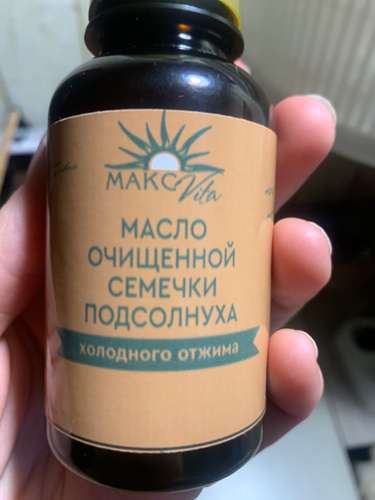 МАКС
Vita
МАСЛО
ОЧИЩЕННОЙ
СЕМЕЧКИ
ПОДСОЛНУХА
холодного отжима